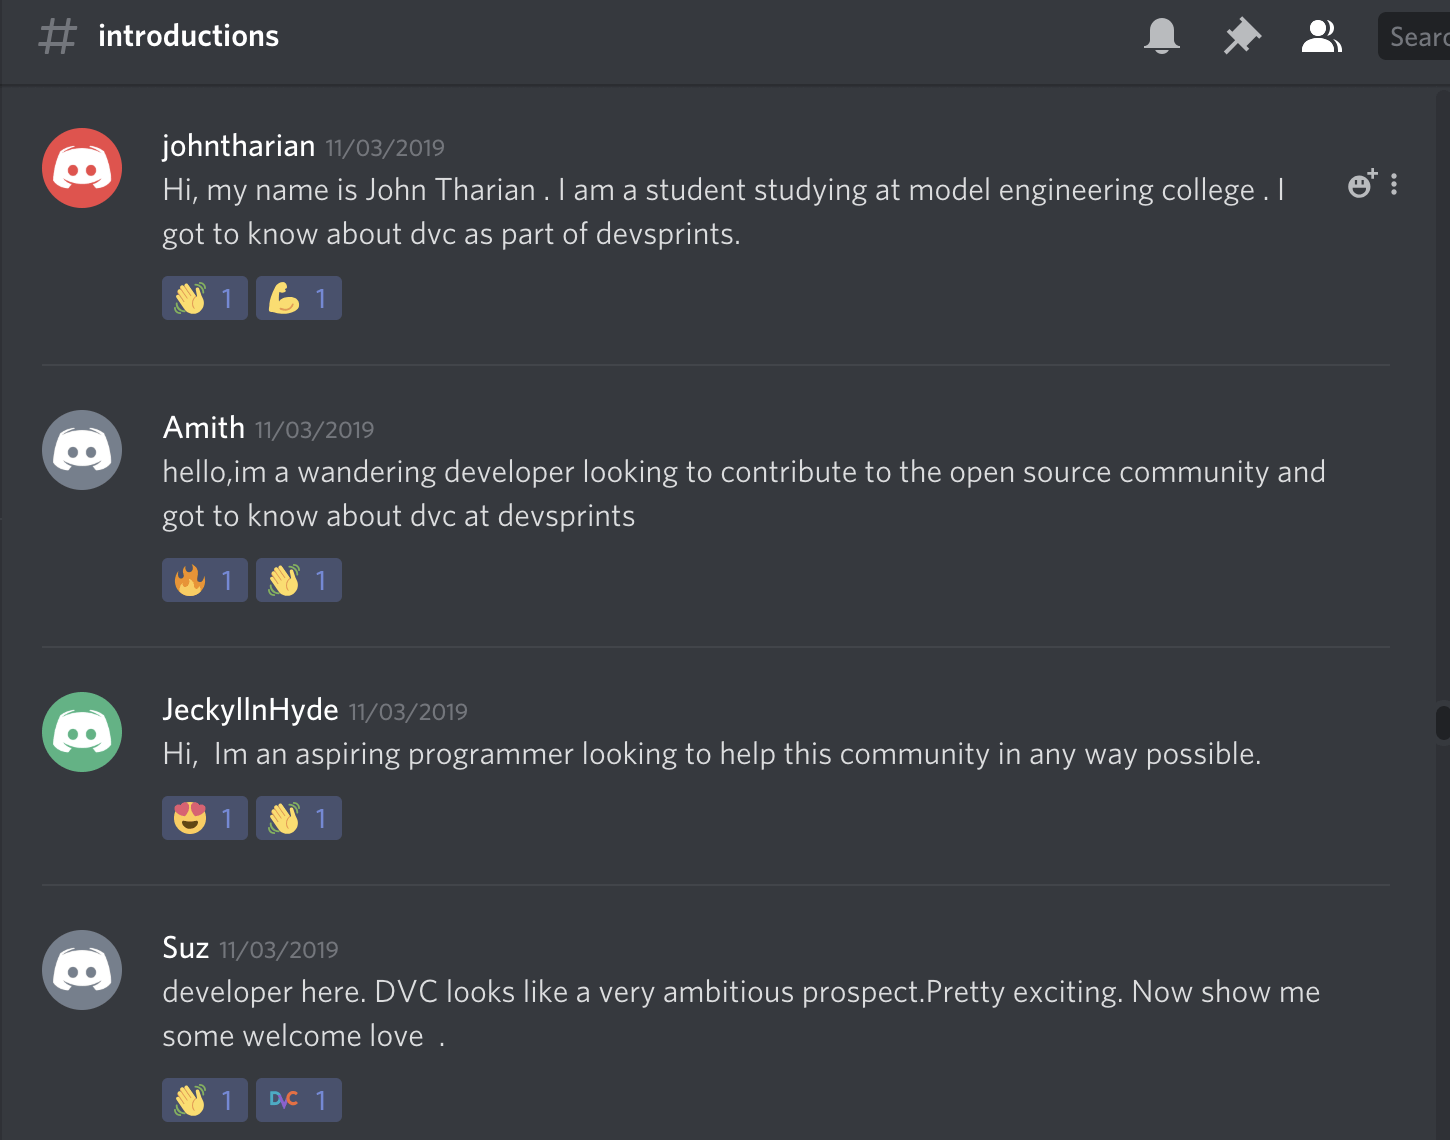 # introductions
Searc
johntharian 11/03/2019
Hi, my name is John Tharian . I am a student studying at model engineering college . I
got to know about dvc as part of devsprints.
1 1
Amith 11/03/2019
hello,im a wandering developer looking to contribute to the open source community and
got to know about dvc at devsprints
1 1
JeckyllnHyde 11/03/2019
Hi,  Im an aspiring programmer looking to help this community in any way possible.
1 1
Suz 11/03/2019
developer here. DVC looks like a very ambitious prospect.Pretty exciting. Now show me
some welcome love  .
1 DVC 1